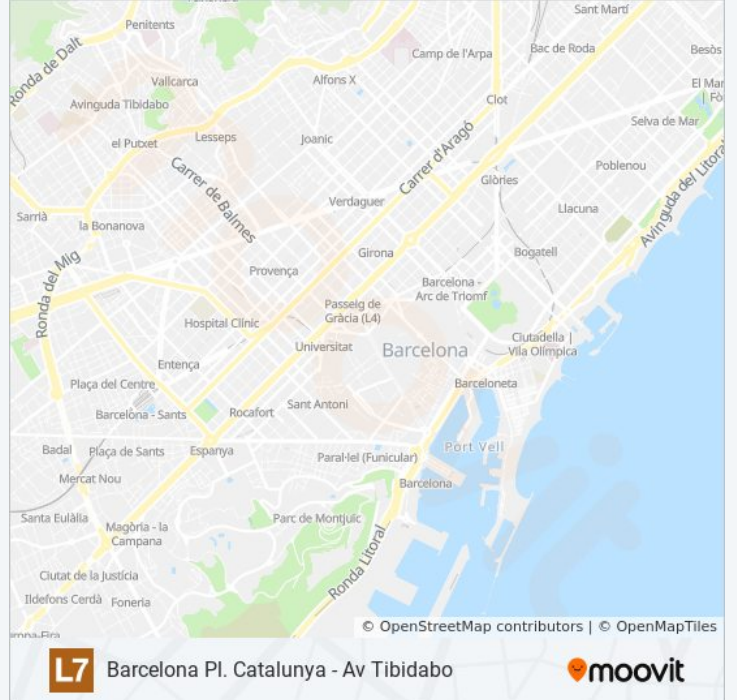 Sant Martí
Penitents
Ronda de Dalt
Camp de l'Arpa
Bac de Roda
Besòs
Vallcarca
Alfons X
El Mar
| Fò
Avinguda Tibidabo
Clot
Selva de Mar
el Putxet
Lesseps
Joanic
Carrer d'Aragó
Poblenou
Carrer de Balmes
Glòries
Avinguda del Litoral
Verdaguer
Llacuna
Sarrià
la Bonanova
Girona
Bogatell
Ronda del Mig
Provença
Barcelona -
Arc de Triomf
Passeig de
Gràcia (L4)
Hospital Clínic
Universitat
Barcelona
Ciutadella |
Vila Olímpica
Entença
Plaça del Centre
Barceloneta
Barcelona - Sants
Rocafort
Sant Antoni
Badal
Plaça de Sants
Espanya
Paral·lel (Funicular)
Port Vell
Mercat Nou
Barcelona
Santa Eulàlia
Magòria - la
Campana
Parc de Montjuïc
Ronda Litoral
Ciutat de la Justícia
Ildefons Cerdà
Foneria
© OpenStreetMap contributors | © OpenMapTiles
L7 Barcelona Pl. Catalunya - Av Tibidabo
moovit